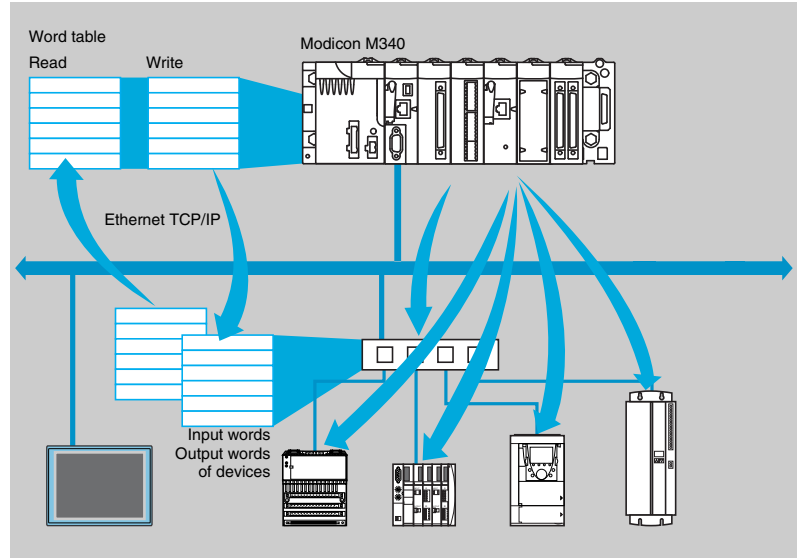 Word table
Read
Write
Modicon M340
Ethernet TCP/IP
Input words
Output words
of devices